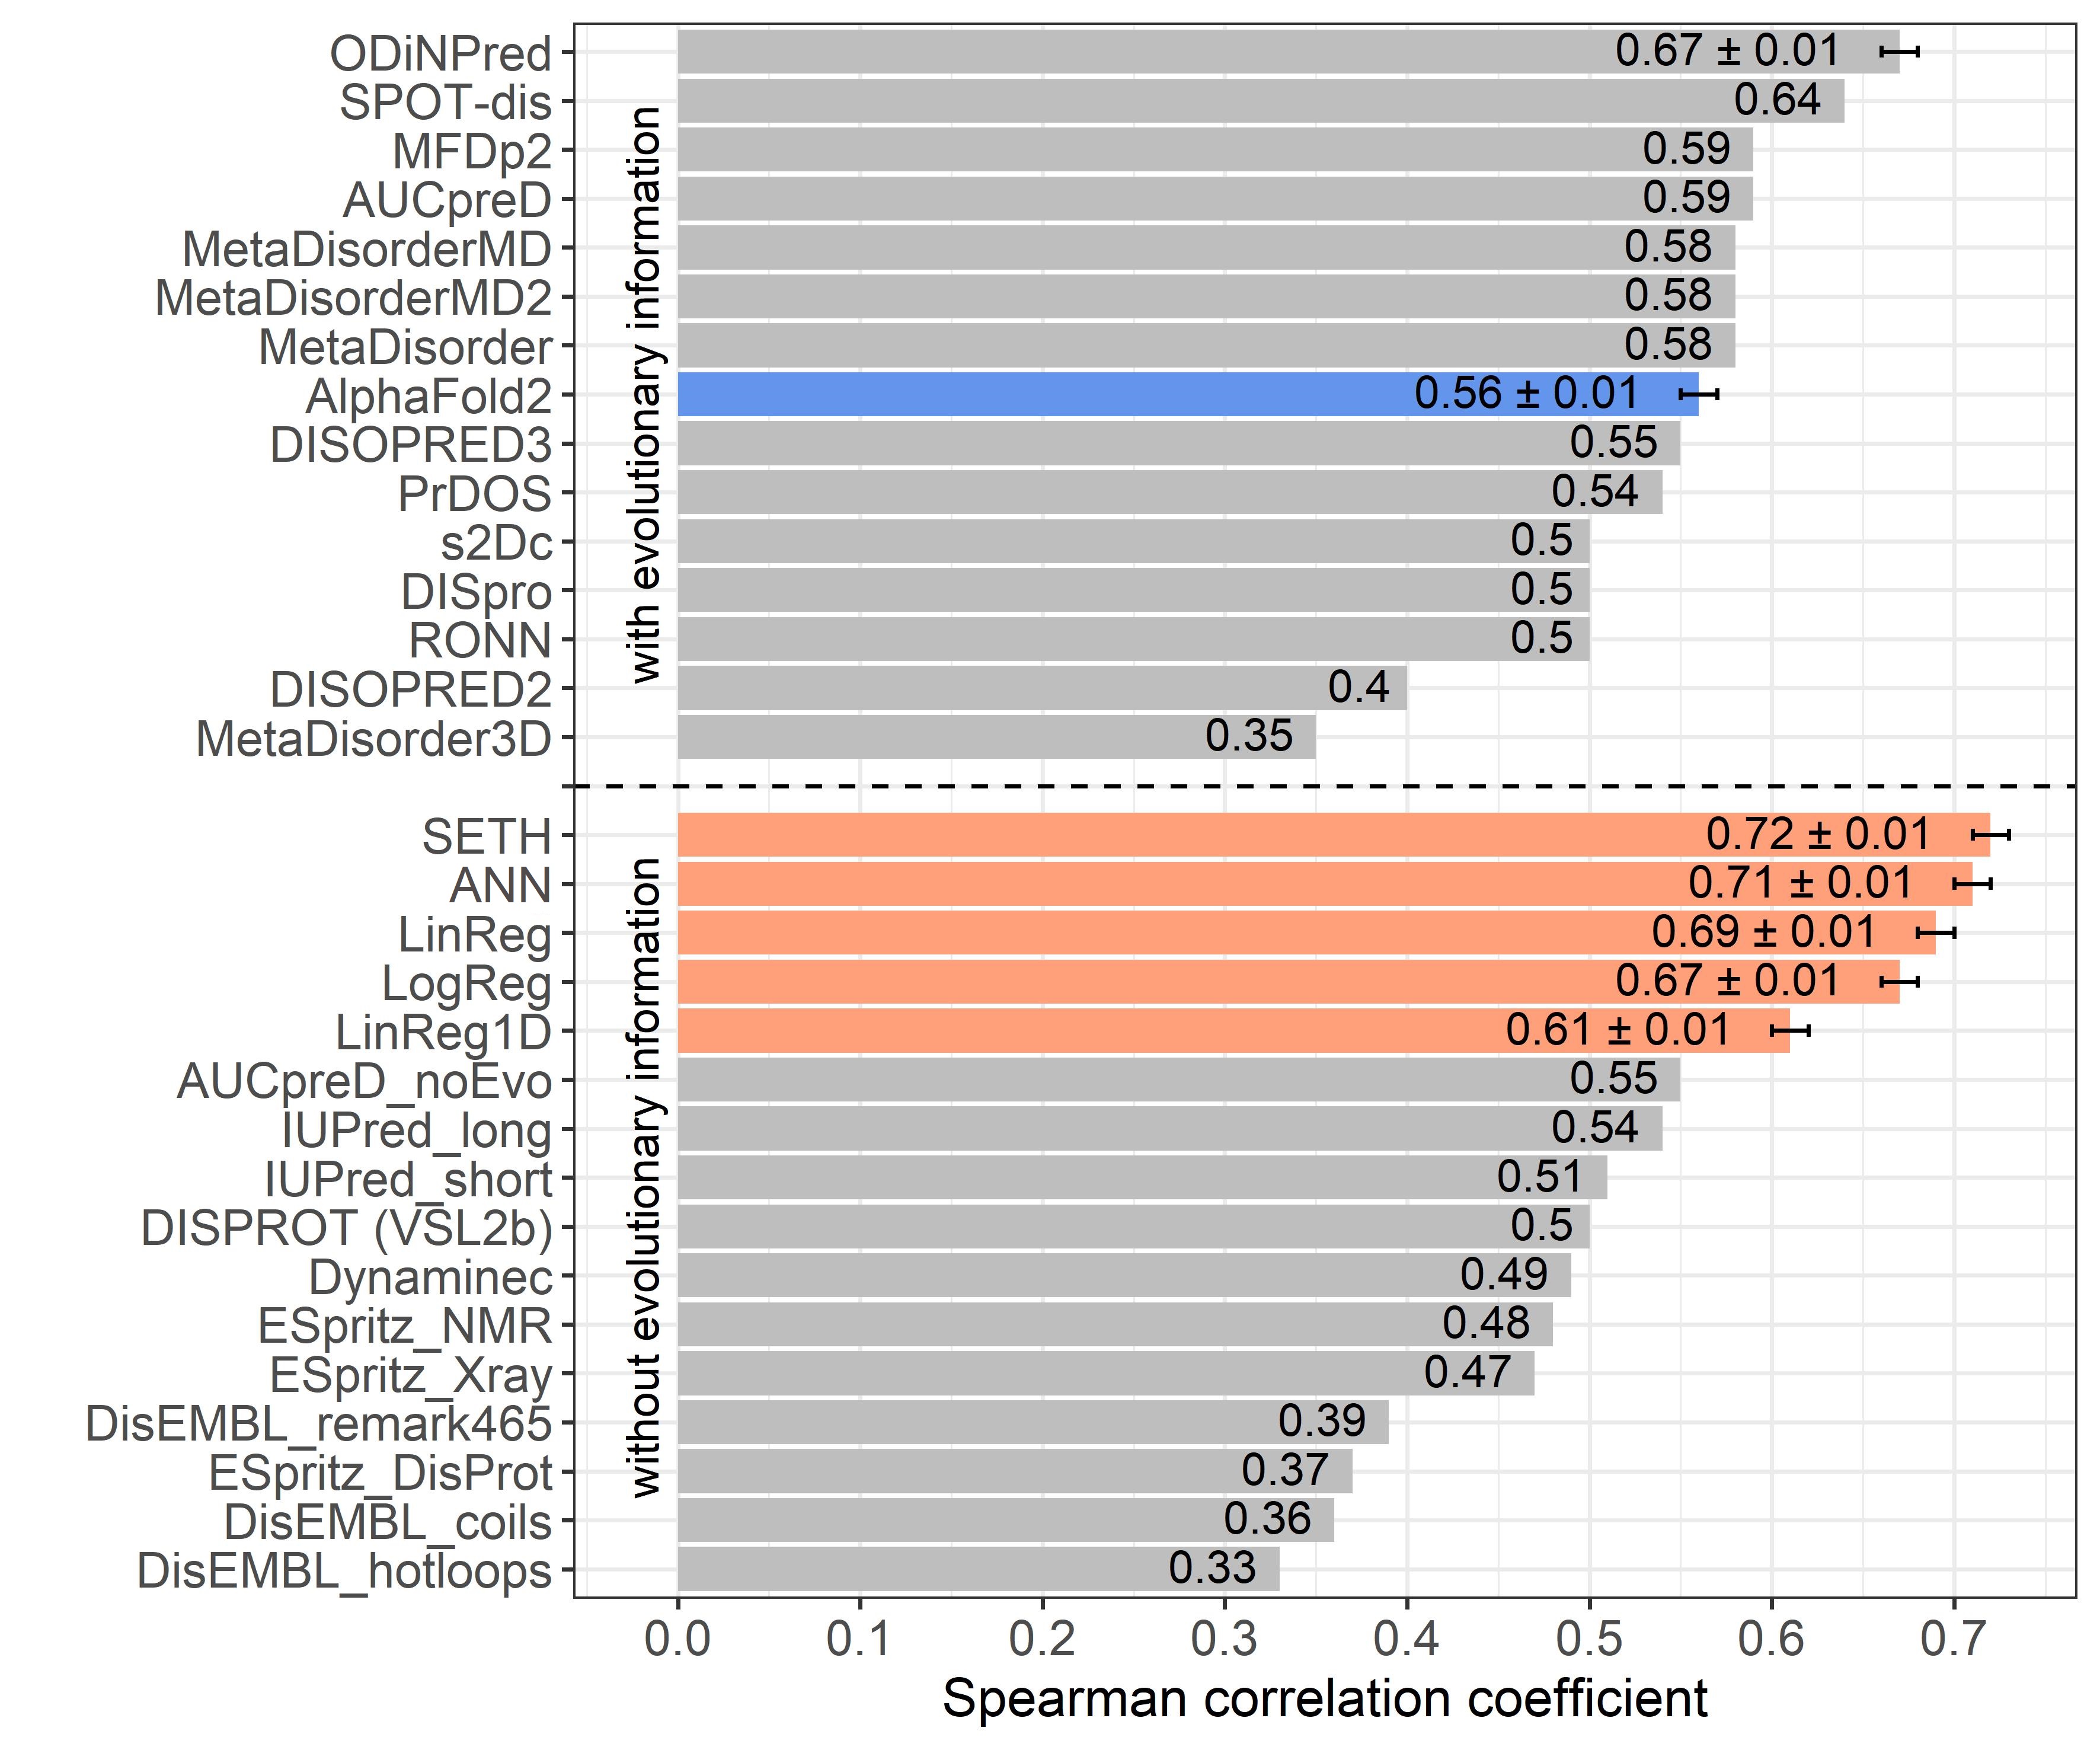 ODiNPred 0.67 ± 0.01
SPOT-dis 0.64
MFDp2 0.59
AUCpreD 0.59
MetaDisorderMD 0.58
MetaDisorderMD2 0.58
MetaDisorder 0.58
AlphaFold2 0.56 ± 0.01
DISOPRED3 0.55
PrDOS 0.54
s2Dc 0.5
DISpro 0.5
RONN 0.5
DISOPRED2 0.4
MetaDisorder3D 0.35
with evolutionary information
SETH 0.72 ± 0.01
ANN 0.71 ± 0.01
LinReg 0.69 ± 0.01
LogReg 0.67 ± 0.01
LinReg1D 0.61 ± 0.01
AUCpreD_noEvo 0.55
IUPred_long 0.54
IUPred_short 0.51
DISPROT (VSL2b) 0.5
Dynaminec 0.49
ESpritz_NMR 0.48
ESpritz_Xray 0.47
DisEMBL_remark465 0.39
ESpritz_DisProt 0.37
DisEMBL_coils 0.36
DisEMBL_hotloops 0.33
without evolutionary information
0.0 0.1 0.2 0.3 0.4 0.5 0.6 0.7
Spearman correlation coefficient